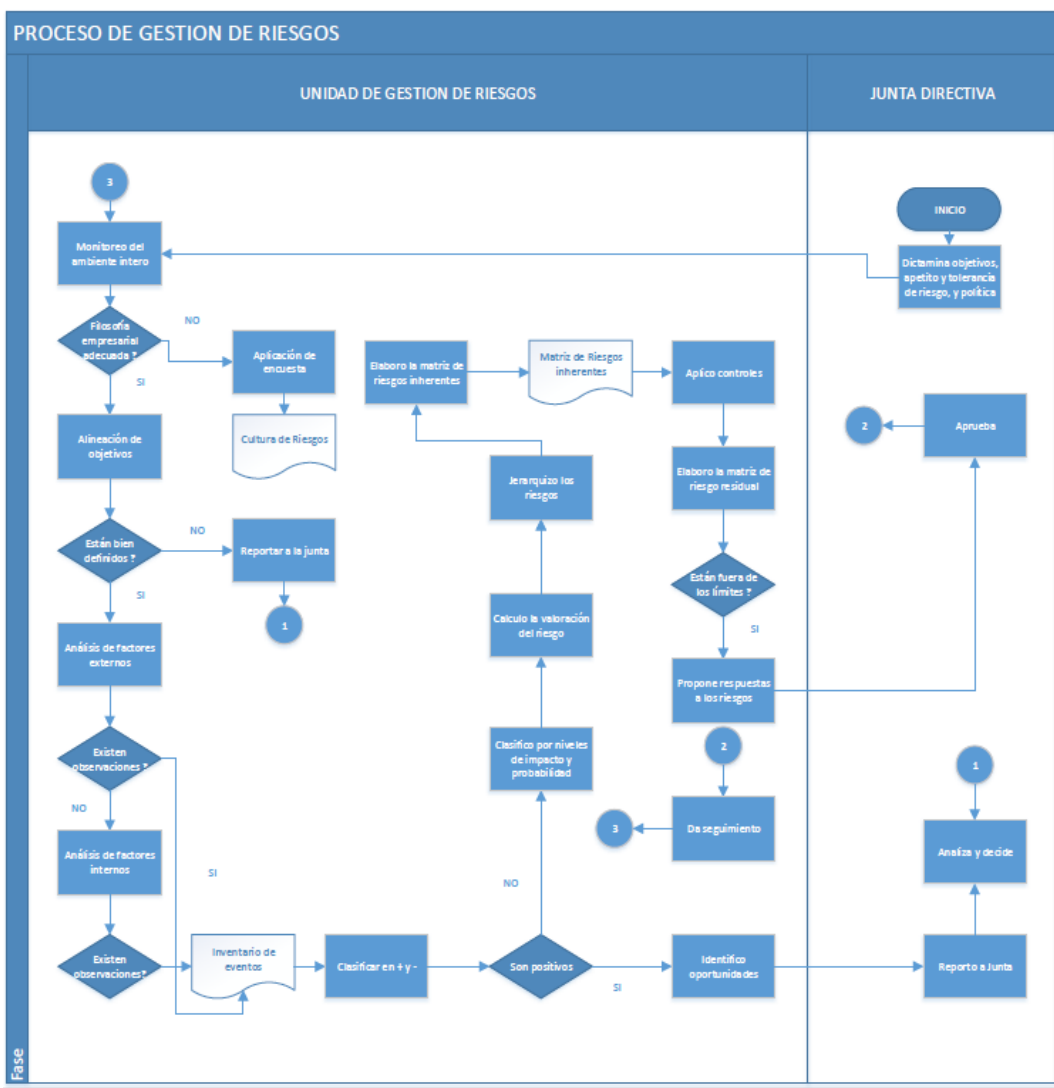 PROCESO DE GESTION DE RIESGOS
UNIDAD DE GESTION DE RIESGOS
JUNTA DIRECTIVA
3
Monitoreo del
ambiente intero
Filosofía
empresarial
adecuada ?
NO
SI
Aplicación de
encuesta
Cultura de Riesgos
Alineación de
objetivos
Están bien
definidos ?
NO
SI
Reportar a la junta
1
Análisis de factores
externos
Existen
observaciones ?
NO
SI
Análisis de factores
internos
Existen
observaciones?
Inventario de
eventos
Clasificar en + y -
Son positivos
NO
SI
Clasifico por niveles
de impacto y
probabilidad
Calculo la valoración
del riesgo
Jerarquizo los
riesgos
Elaboro la matriz de
riesgos inherentes
Matriz de Riesgos
inherentes
Aplico controles
Elaboro la matriz de
riesgo residual
Están fuera de
los límites ?
SI
Propone respuestas
a los riesgos
2
Da seguimiento
3
Identifico
oportunidades
INICIO
Dictamina objetivos,
apetito y tolerancia
de riesgo, y política
2
Aprueba
1
Analiza y decide
Reporto a Junta
Fase